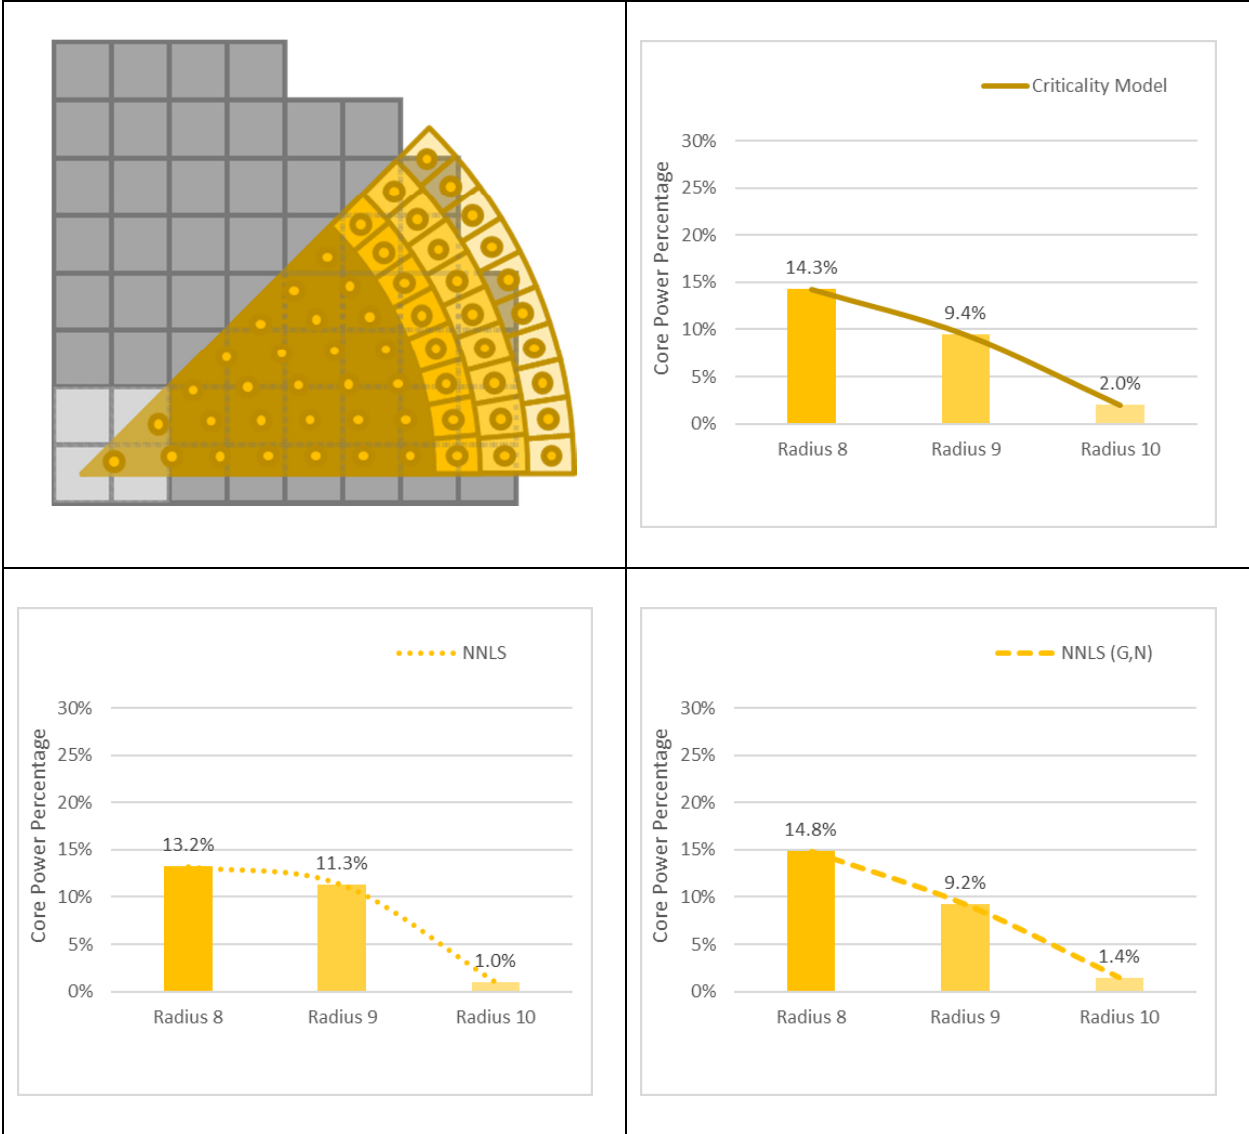 Criticality Model
Core Power Percentage
30%
25%
20%
15%
10%
5%
0%
14.3%
9.4%
2.0%
Radius 8
Radius 9
Radius 10
NNLS
Core Power Percentage
30%
25%
20%
15%
10%
5%
0%
13.2%
11.3%
1.0%
Radius 8
Radius 9
Radius 10
NNLS (G,N)
Core Power Percentage
30%
25%
20%
15%
10%
5%
0%
14.8%
9.2%
1.4%
Radius 8
Radius 9
Radius 10